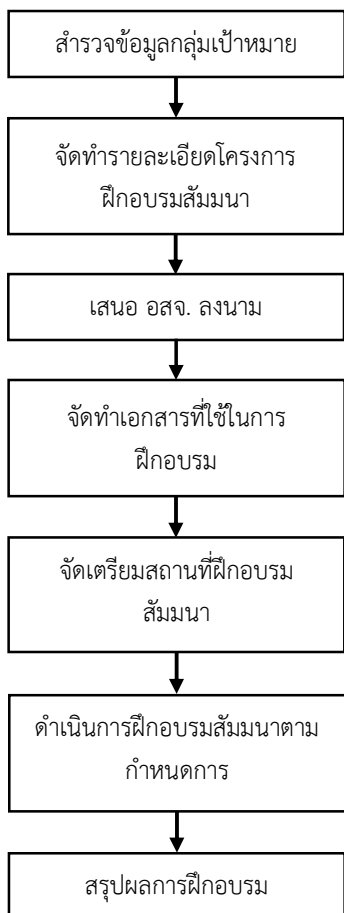 สำรวจข้อมูลกลุ่มเป้าหมาย
จัดทำรายละเอียดโครงการ
ฝึกอบรมสัมมนา
เสนอ อสจ. ลงนาม
จัดทำเอกสารที่ใช้ในการ
ฝึกอบรม
จัดเตรียมสถานที่ฝึกอบรม
สัมมนา
ดำเนินการฝึกอบรมสัมมนาตาม
กำหนดการ
สรุปผลการฝึกอบรม